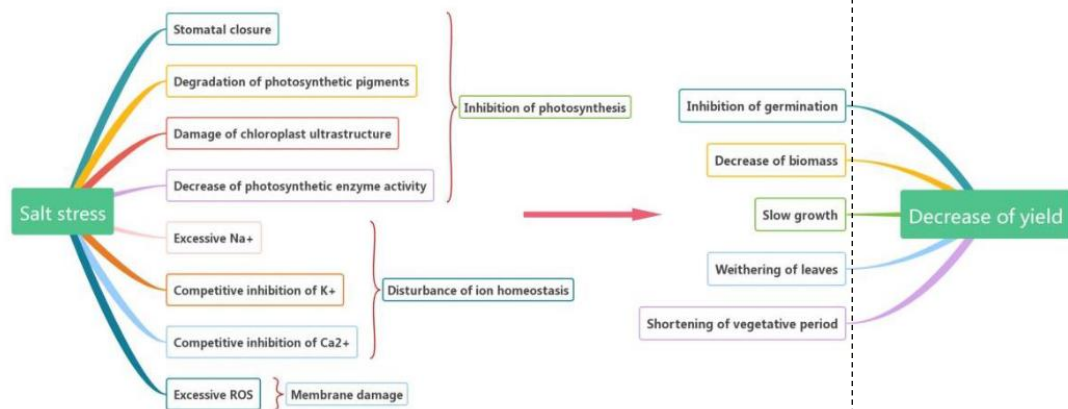 Salt stress
Stomatal closure
Degradation of photosynthetic pigments
Damage of chloroplast ultrastructure
Decrease of photosynthetic enzyme activity
Inhibition of photosynthesis
Excessive Na+
Competitive inhibition of K+
Competitive inhibition of Ca2+
Disturbance of ion homeostasis
Excessive ROS
Membrane damage
Inhibition of germination
Decrease of biomass
Slow growth
Weithering of leaves
Shortening of vegetative period
Decrease of yield